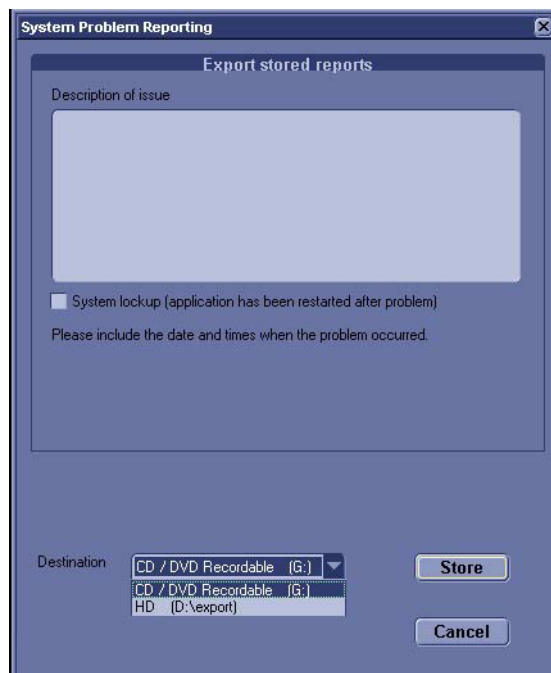 System Problem Reporting
Export stored reports
Description of issue
System lockup (application has been restarted after problem)
Please include the date and times when the problem occurred.
Destination
CD / DVD Recordable (G:)
CD / DVD Recordable (G:)
HD (D:\export)
Store
Cancel